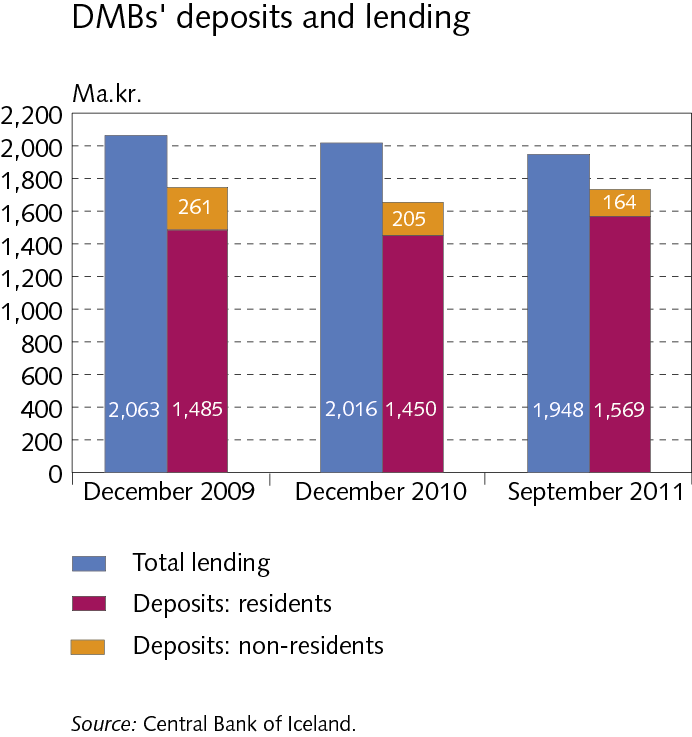 DMBs' deposits and lending
Ma.kr.
2,200
2,000
1,800
1,600
1,400
1,200
1,000
800
600
400
200
0
261
205
164
2,063
1,485
2,016
1,450
1,948
1,569
December 2009
December 2010
September 2011
Total lending
Deposits: residents
Deposits: non-residents
Source: Central Bank of Iceland.